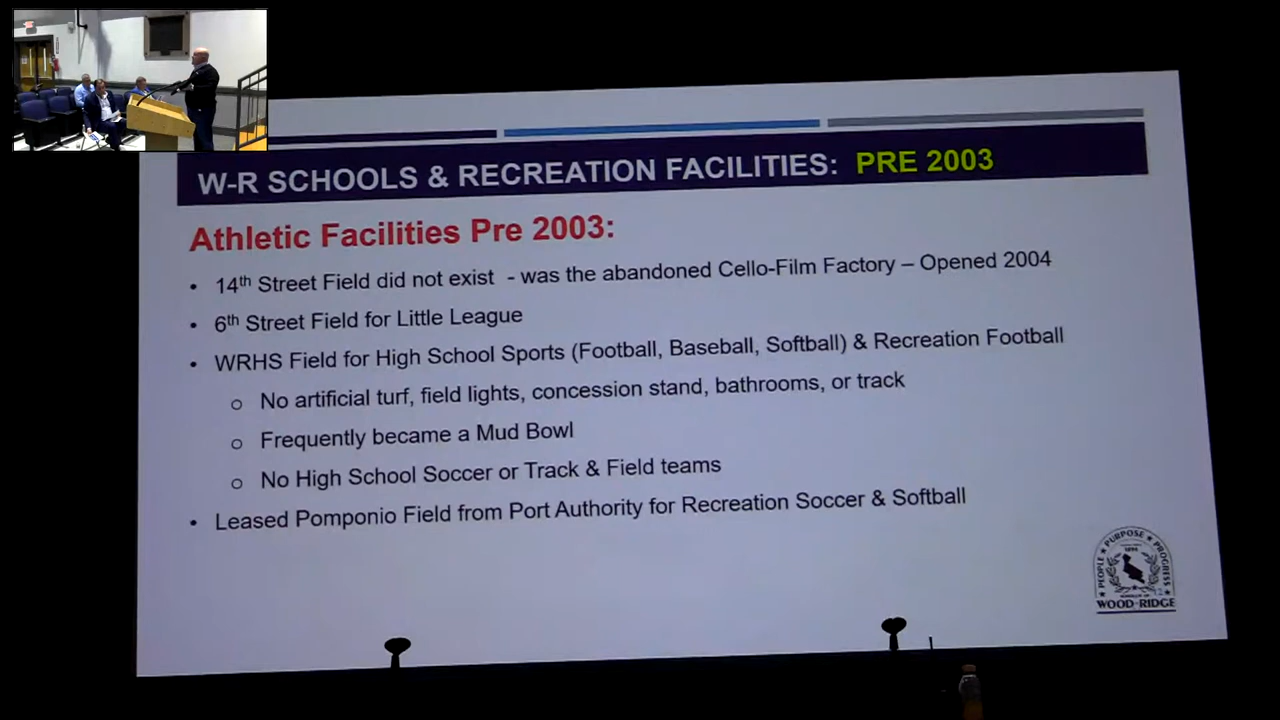 W-R SCHOOLS & RECREATION FACILITIES: PRE 2003
Athletic Facilities Pre 2003:
• 14th Street Field did not exist - was the abandoned Cello-Film Factory – Opened 2004
• 6th Street Field for Little League
• WRHS Field for High School Sports (Football, Baseball, Softball) & Recreation Football
o No artificial turf, field lights, concession stand, bathrooms, or track
o Frequently became a Mud Bowl
o No High School Soccer or Track & Field teams
• Leased Pomponio Field from Port Authority for Recreation Soccer & Softball
PEOPLE ★ PURPOSE ★ PROGRESS
1894
WOOD-RIDGE